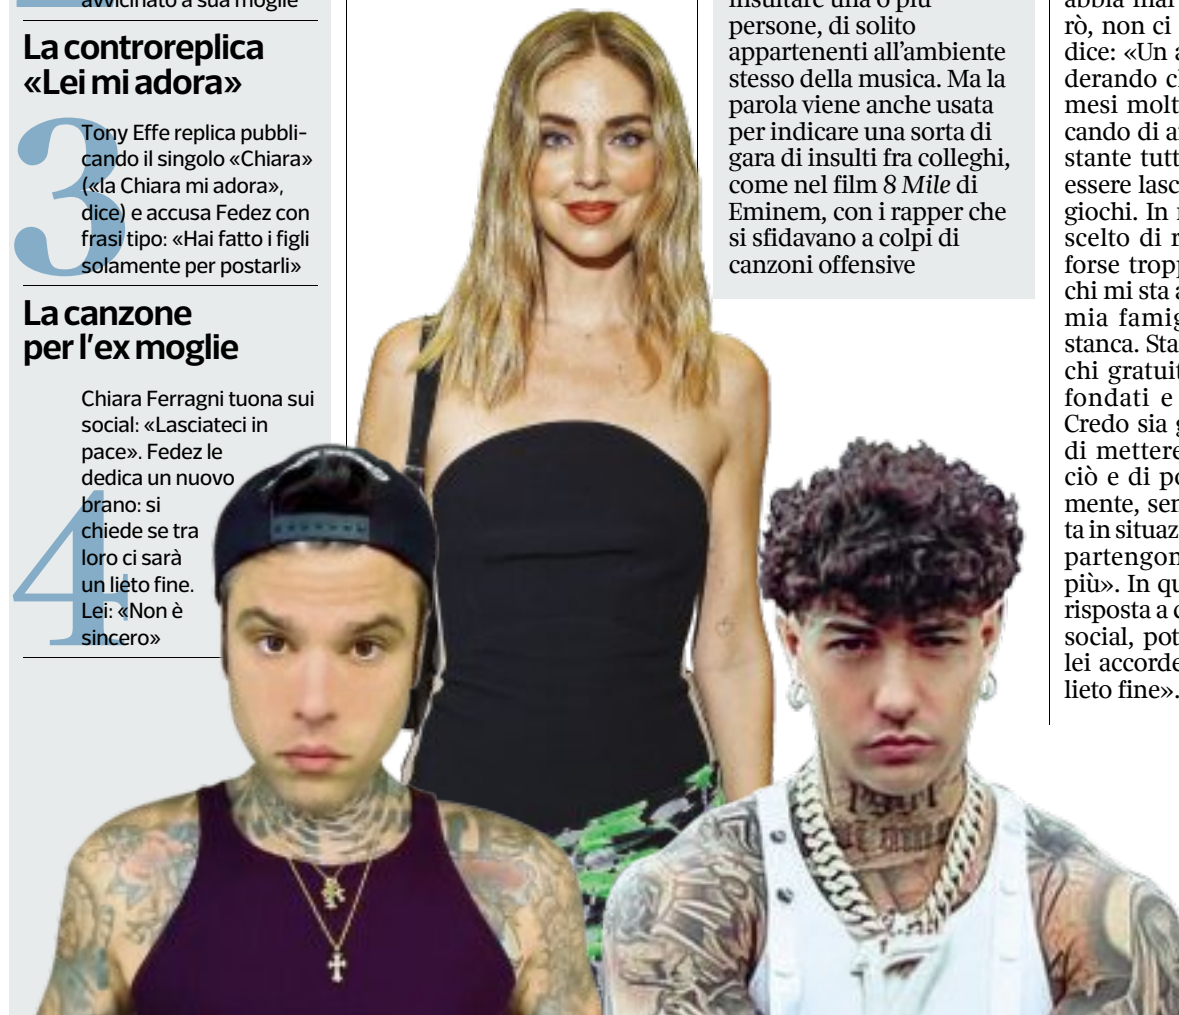 avvicinato a sua moglie
La controreplica
«Lei mi adora»
3
Tony Effe replica pubbli-
cando il singolo «Chiara»
(«la Chiara mi adora»,
dice) e accusa Fedez con
frasi tipo: «Hai fatto i figli
solamente per postarli»
La canzone
per l'ex moglie
4
Chiara Ferragni tuona sui
social: «Lasciateci in
pace». Fedez le
dedica un nuovo
brano: si
chiede se tra
loro ci sarà
un lieto fine.
Lei: «Non è
sincero»
insultare una o più
persone, di solito
appartenenti all'ambiente
stesso della musica. Ma la
parola viene anche usata
per indicare una sorta di
gara di insulti fra colleghi,
come nel film 8 Mile di
Eminem, con i rapper che
si sfidavano a colpi di
canzoni offensive
abbia mai
rò, non ci
dice: «Un a
derando c
mesi molt
cando di a
stante tutt
essere lasc
giochi. In
scelto di r
forse tropp
chi mi sta a
mia famig
stanca. Sta
chi gratuit
fondati e
Credo sia g
di mettere
ciò e di po
mente, sen
ta in situaz
partengon
più». In qu
risposta a c
social, pot
lei accorde
lieto fine».